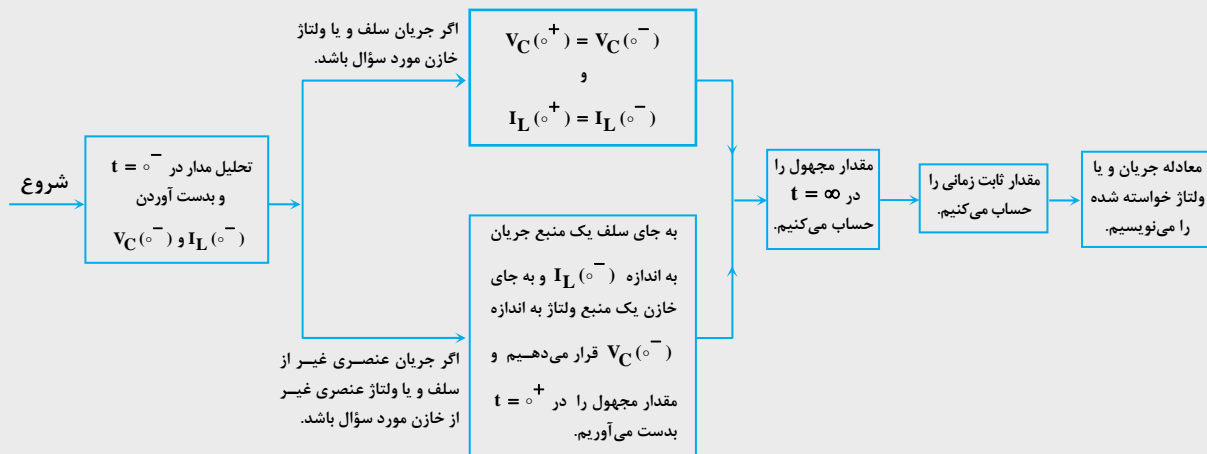 شروع
تحلیل مدار در t = ∘⁻
و بدست آوردن
I_L(∘⁻) و V_C(∘⁻)
اگر جریان سلف و یا ولتاژ
خازن مورد سؤال باشد.
V_C(∘⁺) = V_C(∘⁻)
و
I_L(∘⁺) = I_L(∘⁻)
اگر جریان عنصـری غیـر از
سلف و یا ولتاژ عنصری غیـر
از خازن مورد سؤال باشد.
به جای سلف یک منبع جریان
به اندازه I_L(∘⁻) و به جای
خازن یک منبع ولتاژ به اندازه
V_C(∘⁻) قرار می‌دهـیم و
مقدار مجهول را در t = ∘⁺
بدست می‌آوریم.
مقدار مجهول را
در t = ∞
حساب می‌کنیم.
مقدار ثابت زمانی را
حساب می‌کنیم.
معادله جریان و یا
ولتاژ خواسته شده
را می‌نویسیم.